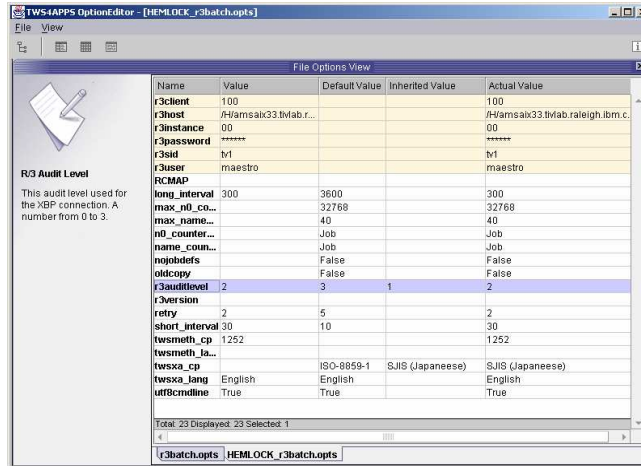 TWS4APPS OptionEditor - [HEMLOCK_r3batch.opts]
File View
File Options View
R/3 Audit Level
This audit level used for
the XBP connection. A
number from 0 to 3.
Name Value Default Value Inherited Value Actual Value
r3client 100 100
r3host /H/amsaix33.tivlab.r... /H/amsaix33.tivlab.raleigh.ibm.c.
r3instance 00 00
r3password ****** ******
r3sid tv1 tv1
r3user maestro maestro
RCMAP
long_interval 300 3600 300
max_n0_co... 32768 32768
max_name... 40 40
n0_counter... Job Job
name_coun... Job Job
nojobdefs False False
oldcopy False False
r3auditlevel 2 3 1 2
r3version
retry 2 5 2
short_interval 30 10 30
twsmeth_cp 1252 1252
twsmeth_la...
twsxa_cp ISO-8859-1 SJIS (Japaneese) SJIS (Japaneese)
twsxa_lang English English English
utf8cmdline True True True
Total: 23 Displayed: 23 Selected: 1
r3batch.opts HEMLOCK_r3batch.opts